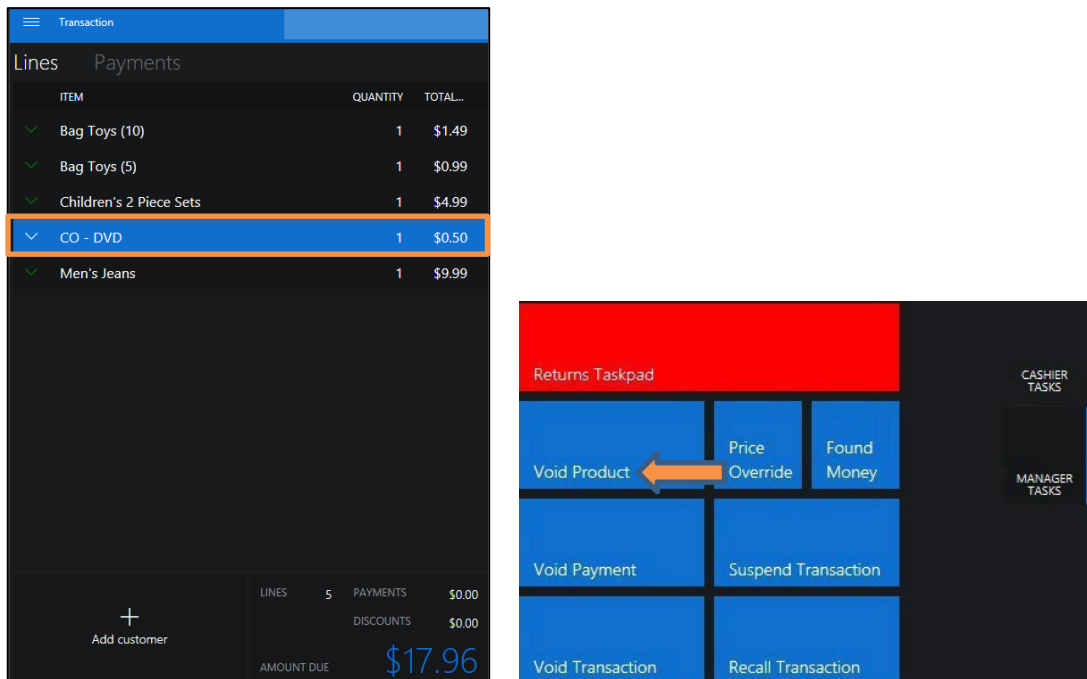 Transaction
Lines Payments
ITEM QUANTITY TOTAL...
Bag Toys (10) 1 $1.49
Bag Toys (5) 1 $0.99
Children's 2 Piece Sets 1 $4.99
CO - DVD 1 $0.50
Men's Jeans 1 $9.99
Add customer
LINES 5 PAYMENTS $0.00
DISCOUNTS $0.00
AMOUNT DUE $17.96
Returns Taskpad
Void Product
Price
Override
Found
Money
Void Payment
Suspend Transaction
Void Transaction
Recall Transaction
CASHIER
TASKS
MANAGER
TASKS